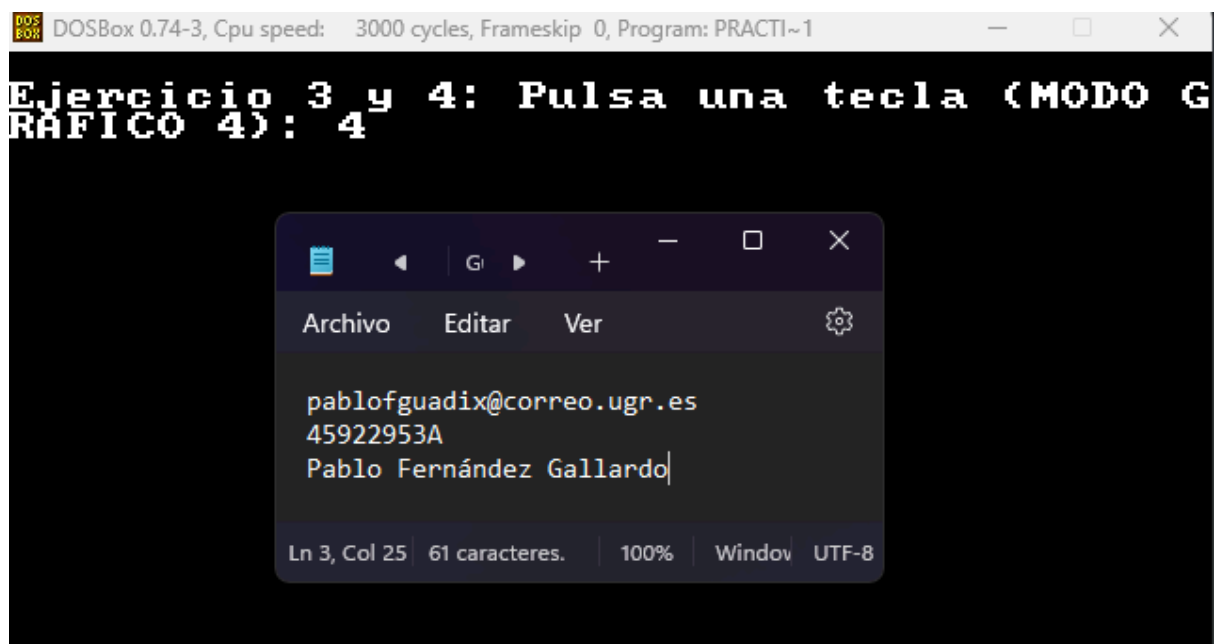 DOSBox 0.74-3, Cpu speed: 3000 cycles, Frameskip 0, Program: PRACTI~1
Ejercicio 3 y 4: Pulsa una tecla (MODO G
RÁFICO 4): 4
G
Archivo Editar Ver
pablofguadix@correo.ugr.es
45922953A
Pablo Fernández Gallardo
Ln 3, Col 25 61 caracteres. 100% Window UTF-8